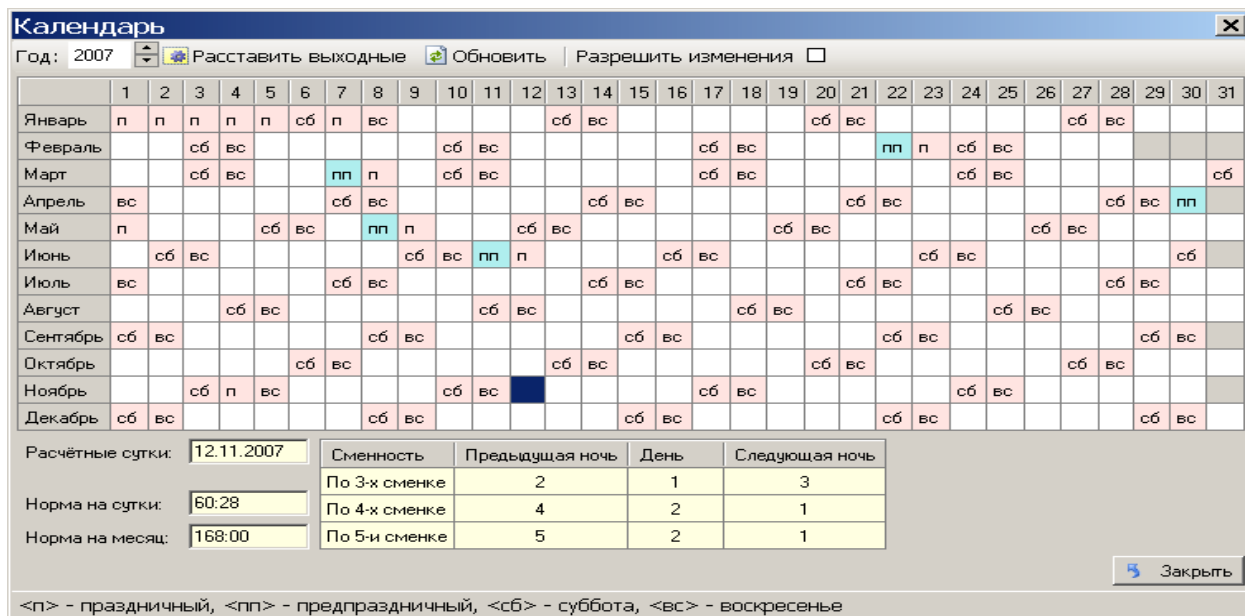 Календарь
Год: 2007 Расставить выходные Обновить Разрешить изменения
1 2 3 4 5 6 7 8 9 10 11 12 13 14 15 16 17 18 19 20 21 22 23 24 25 26 27 28 29 30 31
Январь п п п п п сб п вс сб вс сб вс сб вс
Февраль сб вс сб вс сб вс пп п сб вс
Март сб вс пп п сб вс сб вс сб вс сб
Апрель вс сб вс сб вс сб вс сб вс пп
Май п сб вс пп п сб вс сб вс сб вс
Июнь сб вс сб вс пп п сб вс сб вс сб
Июль вс сб вс сб вс сб вс сб вс
Август сб вс сб вс сб вс сб вс
Сентябрь сб вс сб вс сб вс сб вс сб вс
Октябрь сб вс сб вс сб вс сб вс
Ноябрь сб п вс сб вс сб вс сб вс
Декабрь сб вс сб вс сб вс сб вс сб вс
Расчётные сутки: 12.11.2007
Норма на сутки: 60:28
Норма на месяц: 168:00
Сменность Предыдущая ночь День Следующая ночь
По 3-х сменке 2 1 3
По 4-х сменке 4 2 1
По 5-и сменке 5 2 1
Закрыть
<п> - праздничный, <пп> - предпраздничный, <сб> - суббота, <вс> - воскресенье